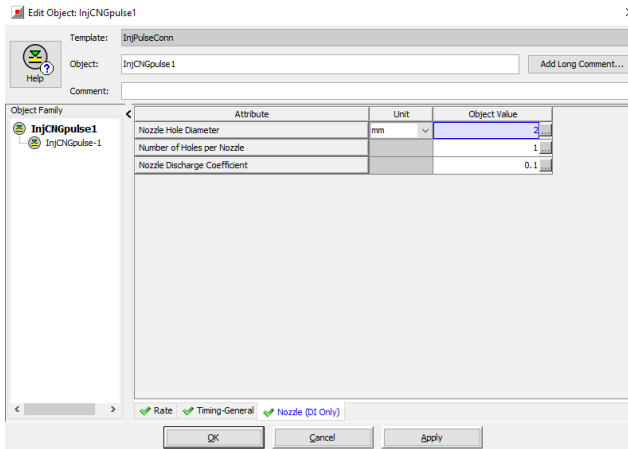 Edit Object: InjCNGpulse1
Template: InjPulseConn
Help
Object: InjCNGpulse1 Add Long Comment...
Comment:
Object Family
InjCNGpulse1
InjCNGpulse-1
Attribute Unit Object Value
Nozzle Hole Diameter mm 2 ...
Number of Holes per Nozzle 1 ...
Nozzle Discharge Coefficient 0.1 ...
Rate Timing-General Nozzle (DI Only)
OK Cancel Apply